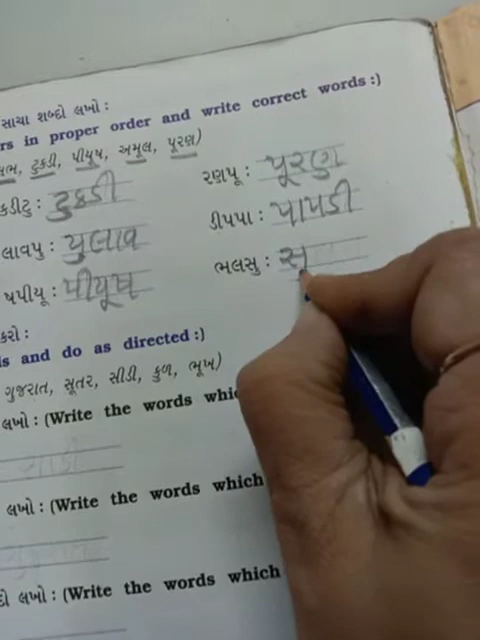 સાચા શબ્દો લખો :
rs in proper order and write correct words :)
ટુકડી, પીયૂષ, અમૂલ, પૂરણ)
કડીટુ : ટુકડી
રણપૂ : પૂરણ
લાવપુ : પુલાવ
ડીપપા : પાપડી
ષપીયૂ : પીયૂષ
ભલસુ : સુ
કરો :
ds and do as directed :)
ગુજરાત, સૂતર, સીડી, કુળ, ભૂખ)
લખો : (Write the words whic
ગાડી
લખો : (Write the words which
લખો : (Write the words which